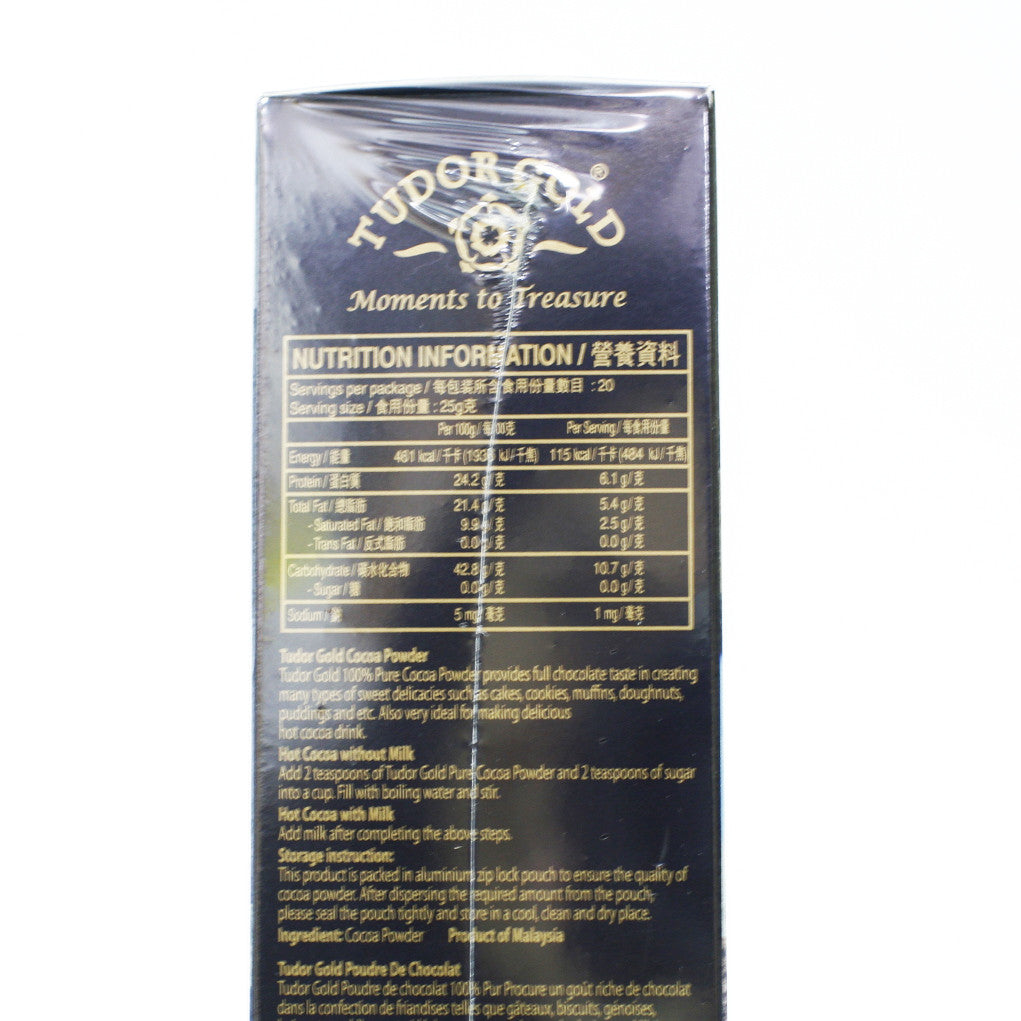 TUDOR GOLD®
Moments to Treasure
NUTRITION INFORMATION / 營養資料
Servings per package / 每包裝所含食用份量數目 : 20
Serving size / 食用份量 : 25g克
Per 100g / 每100克 Per Serving / 每食用份量
Energy / 能量 461 kcal / 千卡 (1936 kJ / 千焦) 115 kcal / 千卡 (484 kJ / 千焦)
Protein / 蛋白質 24.2 g / 克 6.1 g / 克
Total Fat / 總脂肪 21.4 g / 克 5.4 g / 克
- Saturated Fat / 飽和脂肪 9.9 g / 克 2.5 g / 克
- Trans Fat / 反式脂肪 0.0 g / 克 0.0 g / 克
Carbohydrate / 碳水化合物 42.8 g / 克 10.7 g / 克
- Sugar / 糖 0.0 g / 克 0.0 g / 克
Sodium / 鈉 5 mg / 毫克 1 mg / 毫克
Tudor Gold Cocoa Powder
Tudor Gold 100% Pure Cocoa Powder provides full chocolate taste in creating
many types of sweet delicacies such as cakes, cookies, muffins, doughnuts,
puddings and etc. Also very ideal for making delicious
hot cocoa drink.
Hot Cocoa without Milk
Add 2 teaspoons of Tudor Gold Pure Cocoa Powder and 2 teaspoons of sugar
into a cup. Fill with boiling water and stir.
Hot Cocoa with Milk
Add milk after completing the above steps.
Storage instruction:
This product is packed in aluminium zip lock pouch to ensure the quality of
cocoa powder. After dispersing the required amount from the pouch,
please seal the pouch tightly and store in a cool, clean and dry place.
Ingredient: Cocoa Powder Product of Malaysia
Tudor Gold Poudre De Chocolat
Tudor Gold Poudre de chocolat 100% Pur Procure un goût riche de chocolat
dans la confection de friandises telles que gâteaux, biscuits, genoises,